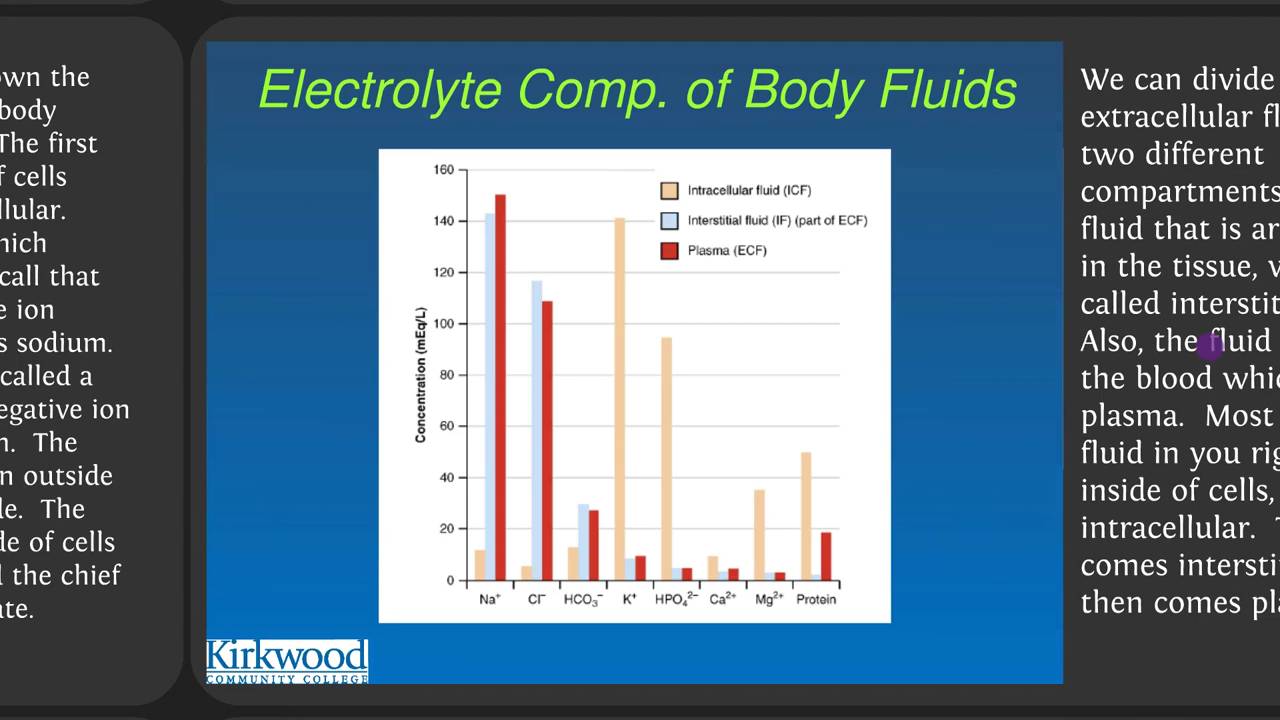 own the
body
The first
f cells
llular.
hich
call that
e ion
s sodium.
called a
egative ion
n. The
n outside
de. The
de of cells
d the chief
ate.
Electrolyte Comp. of Body Fluids
160
140
120
100
80
60
40
20
0
Concentration (mEq/L)
Intracellular fluid (ICF)
Interstitial fluid (IF) (part of ECF)
Plasma (ECF)
Na⁺ Cl⁻ HCO₃⁻ K⁺ HPO₄²⁻ Ca²⁺ Mg²⁺ Protein
Kirkwood
COMMUNITY COLLEGE
We can divide
extracellular fl
two different
compartments
fluid that is ar
in the tissue, w
called interstit
Also, the fluid
the blood whic
plasma. Most
fluid in you rig
inside of cells,
intracellular. T
comes interstit
then comes pla